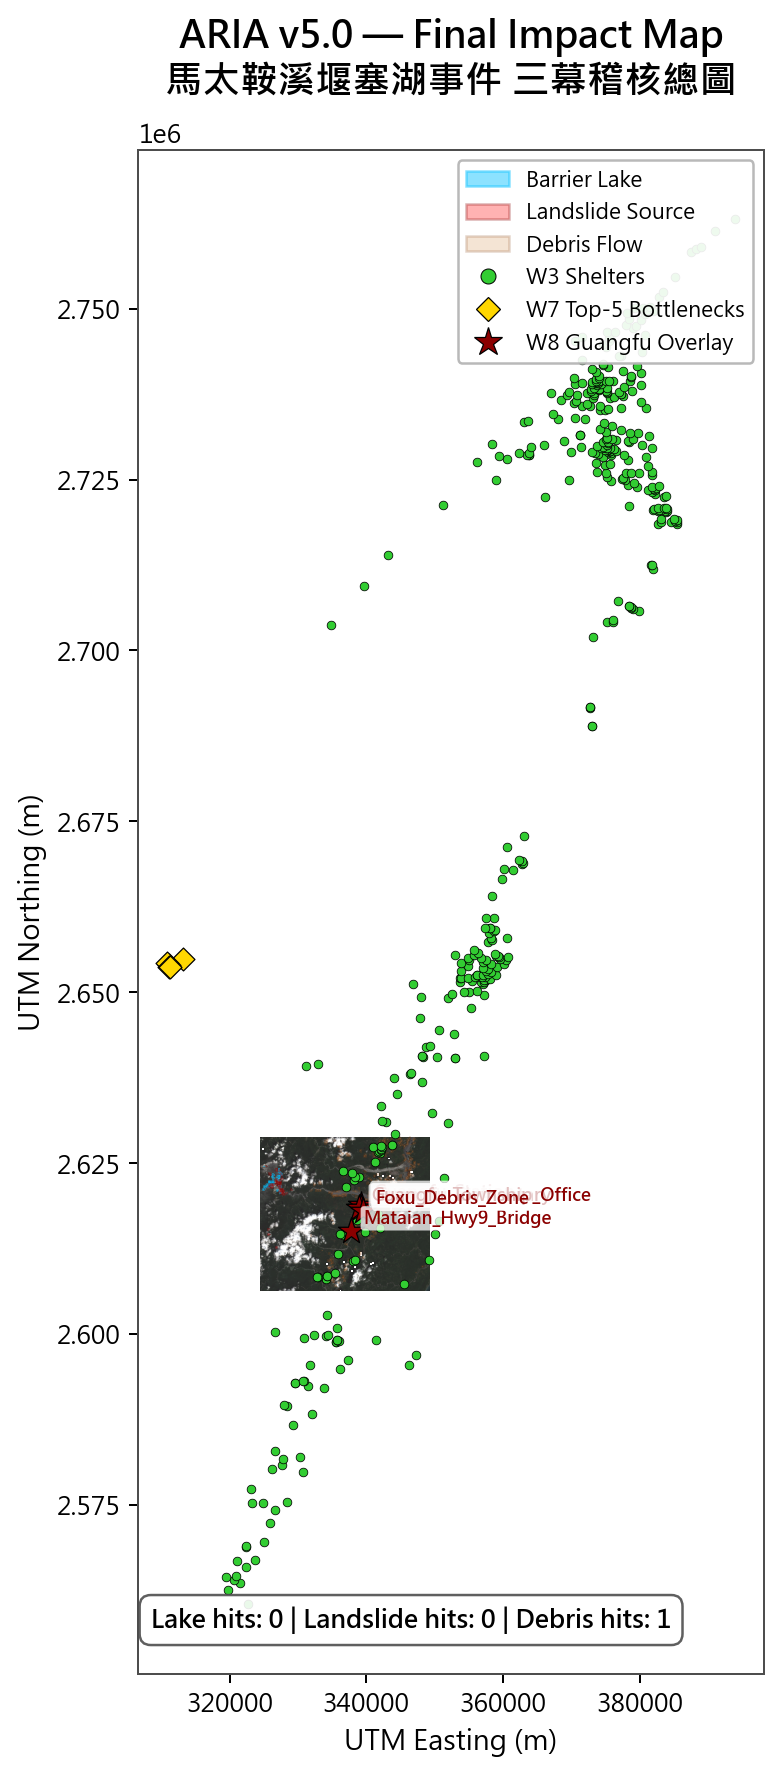 ARIA v5.0 — Final Impact Map
馬太鞍溪堰塞湖事件 三幕稽核總圖
1e6
Barrier Lake
Landslide Source
Debris Flow
W3 Shelters
W7 Top-5 Bottlenecks
W8 Guangfu Overlay
2.750
2.725
2.700
2.675
2.650
2.625
2.600
2.575
UTM Northing (m)
Foxu_Debris_Zone
Office
Mataian_Hwy9_Bridge
Lake hits: 0 | Landslide hits: 0 | Debris hits: 1
320000 340000 360000 380000
UTM Easting (m)